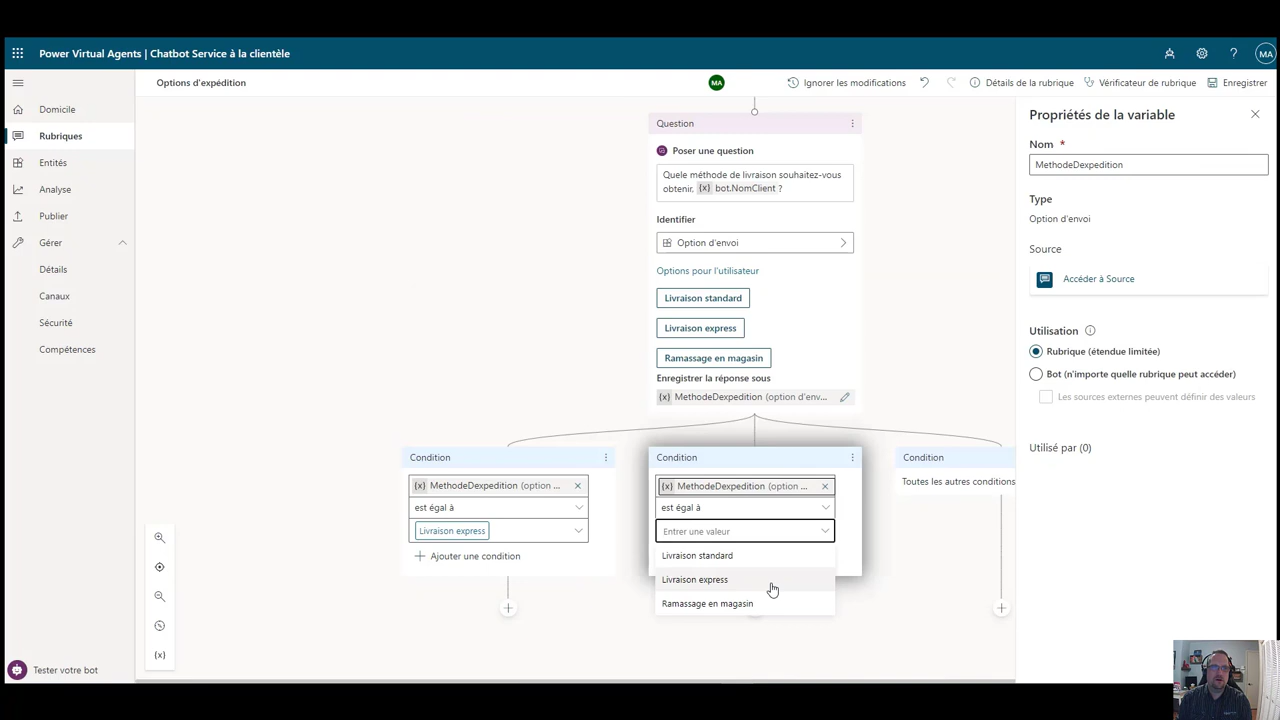 Power Virtual Agents | Chatbot Service à la clientèle
MA
Options d'expédition
MA
Ignorer les modifications
Détails de la rubrique
Vérificateur de rubrique
Enregistrer
Domicile
Rubriques
Entités
Analyse
Publier
Gérer
Détails
Canaux
Sécurité
Compétences
Tester votre bot
Question
Poser une question
Quele méthode de livraison souhaitez-vous
obtenir, {x} bot.NomClient ?
Identifier
Option d'envoi
Options pour l'utilisateur
Livraison standard
Livraison express
Ramassage en magasin
Enregistrer la réponse sous
{x} MethodeDexpedition (option d'env...
Condition
{x} MethodeDexpedition (option ...
est égal à
Livraison express
Ajouter une condition
Condition
{x} MethodeDexpedition (option ...
est égal à
Entrer une valeur
Livraison standard
Livraison express
Ramassage en magasin
Condition
Toutes les autres conditions
(x)
Propriétés de la variable
Nom *
MethodeDexpedition
Type
Option d'envoi
Source
Accéder à Source
Utilisation
Rubrique (étendue limitée)
Bot (n'importe quelle rubrique peut accéder)
Les sources externes peuvent définir des valeurs
Utilisé par (0)